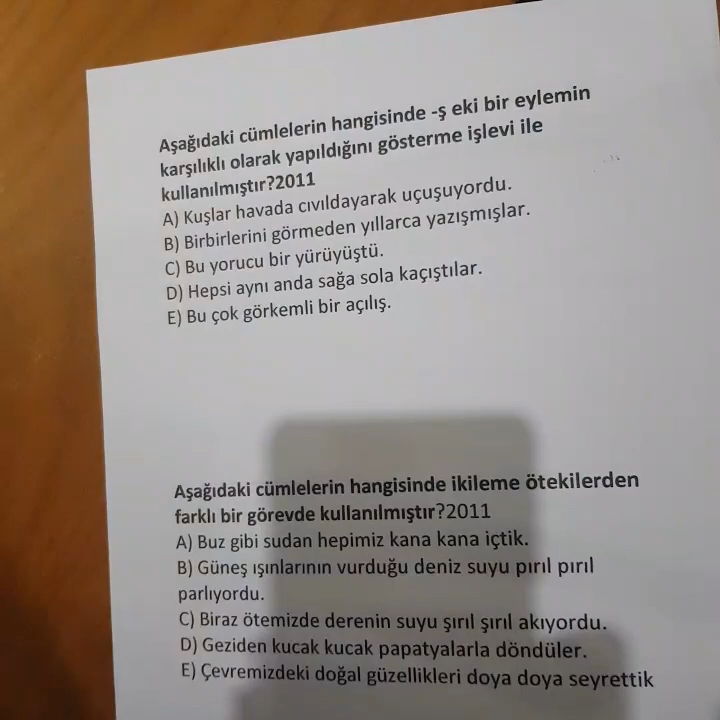 Aşağıdaki cümlelerin hangisinde -ş eki bir eylemin
karşılıklı olarak yapıldığını gösterme işlevi ile
kullanılmıştır?2011
A) Kuşlar havada cıvıldayarak uçuşuyordu.
B) Birbirlerini görmeden yıllarca yazışmışlar.
C) Bu yorucu bir yürüyüştü.
D) Hepsi aynı anda sağa sola kaçıştılar.
E) Bu çok görkemli bir açılış.
Aşağıdaki cümlelerin hangisinde ikileme ötekilerden
farklı bir görevde kullanılmıştır?2011
A) Buz gibi sudan hepimiz kana kana içtik.
B) Güneş ışınlarının vurduğu deniz suyu pırıl pırıl
parlıyordu.
C) Biraz ötemizde derenin suyu şırıl şırıl akıyordu.
D) Geziden kucak kucak papatyalarla döndüler.
E) Çevremizdeki doğal güzellikleri doya doya seyrettik